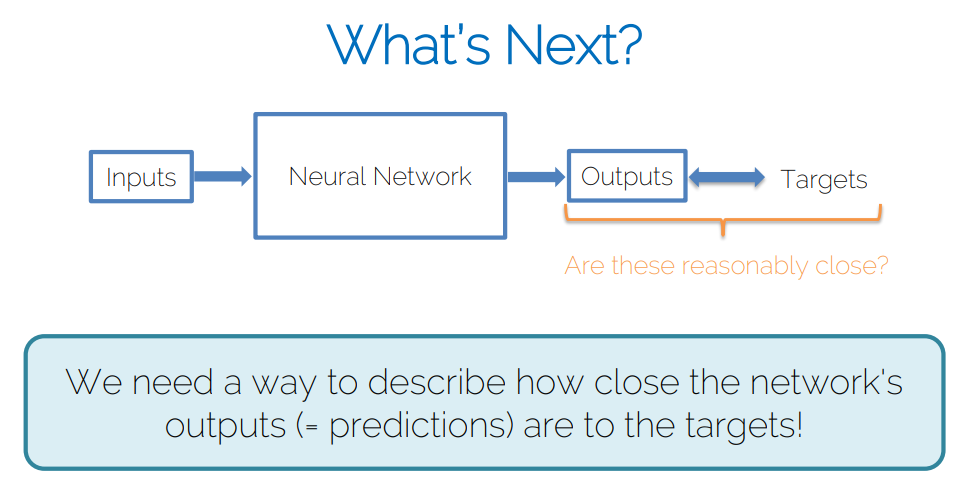 What's Next?
Inputs
Neural Network
Outputs
Targets
Are these reasonably close?
We need a way to describe how close the network's
outputs (= predictions) are to the targets!